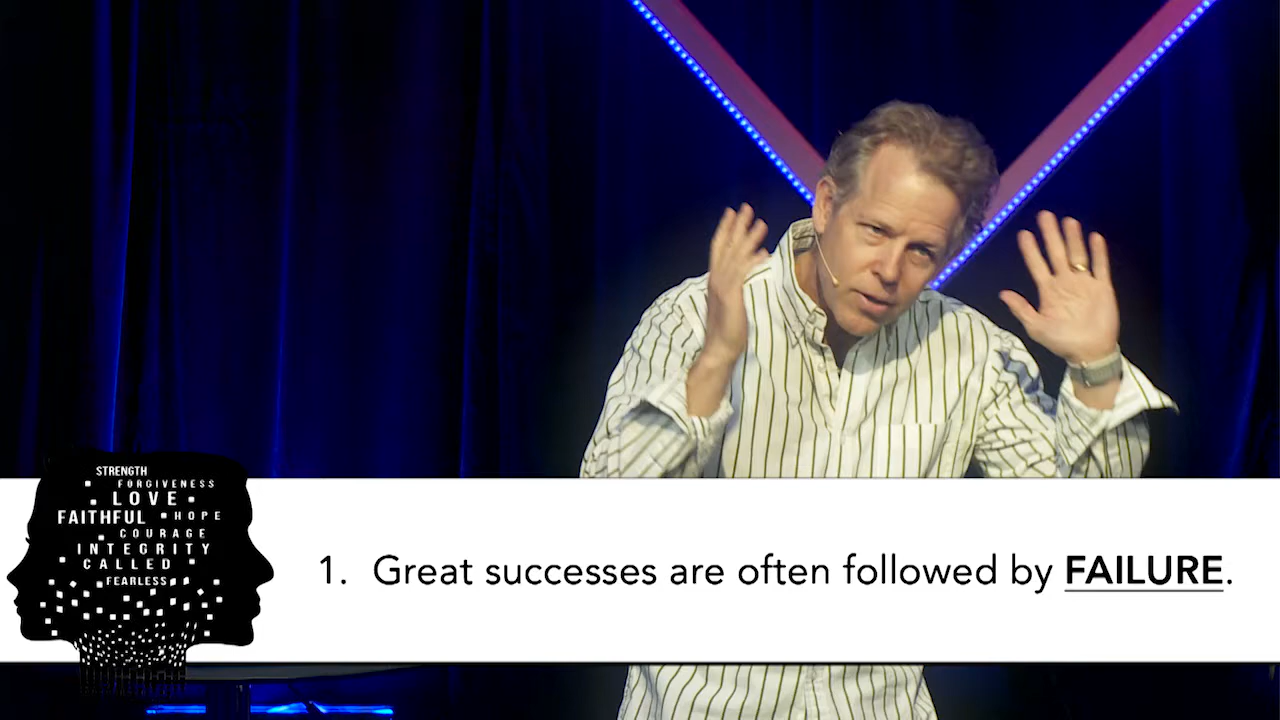 STRENGTH
FORGIVENESS
LOVE
FAITHFUL HOPE
COURAGE
INTEGRITY
CALLED
FEARLESS
1. Great successes are often followed by FAILURE.